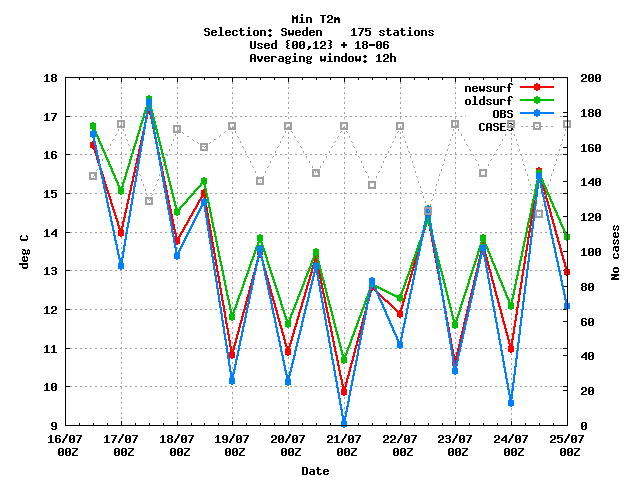 Min T2m
Selection: Sweden    175 stations
Used {00,12} + 18-06
Averaging window: 12h
newsurf
oldsurf
OBS
CASES
deg C
No cases
18
17
16
15
14
13
12
11
10
9
200
180
160
140
120
100
80
60
40
20
0
16/07 17/07 18/07 19/07 20/07 21/07 22/07 23/07 24/07 25/07
00Z 00Z 00Z 00Z 00Z 00Z 00Z 00Z 00Z 00Z
Date